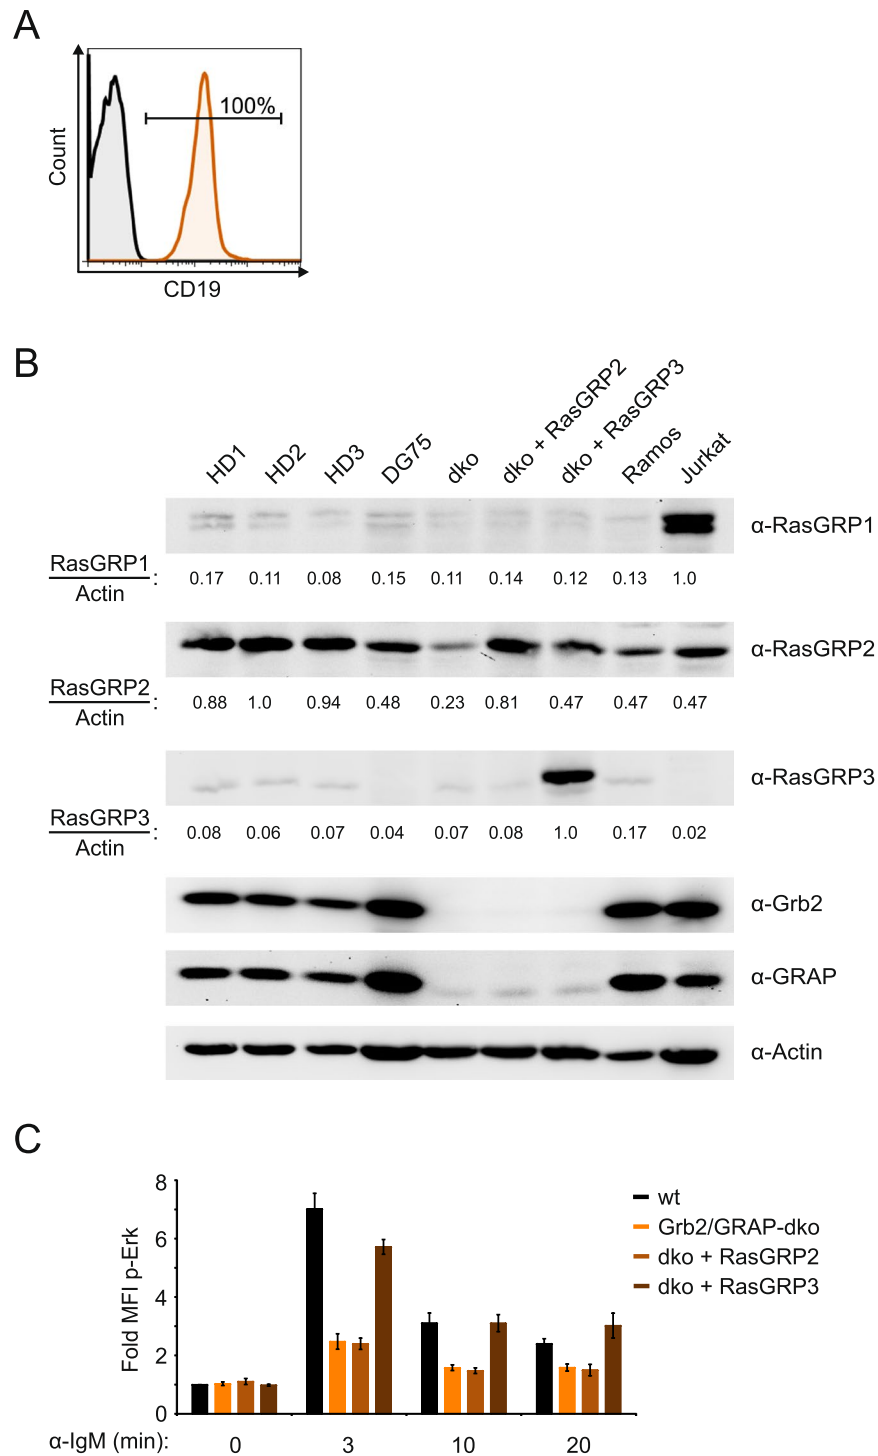 A
100%
Count
CD19
B
HD1 HD2 HD3 DG75 dko dko + RasGRP2 dko + RasGRP3 Ramos Jurkat
α-RasGRP1
RasGRP1
Actin
: 0.17 0.11 0.08 0.15 0.11 0.14 0.12 0.13 1.0
α-RasGRP2
RasGRP2
Actin
: 0.88 1.0 0.94 0.48 0.23 0.81 0.47 0.47 0.47
α-RasGRP3
RasGRP3
Actin
: 0.08 0.06 0.07 0.04 0.07 0.08 1.0 0.17 0.02
α-Grb2
α-GRAP
α-Actin
C
Fold MFI p-Erk
8
6
4
2
0
wt
Grb2/GRAP-dko
dko + RasGRP2
dko + RasGRP3
α-IgM (min): 0 3 10 20